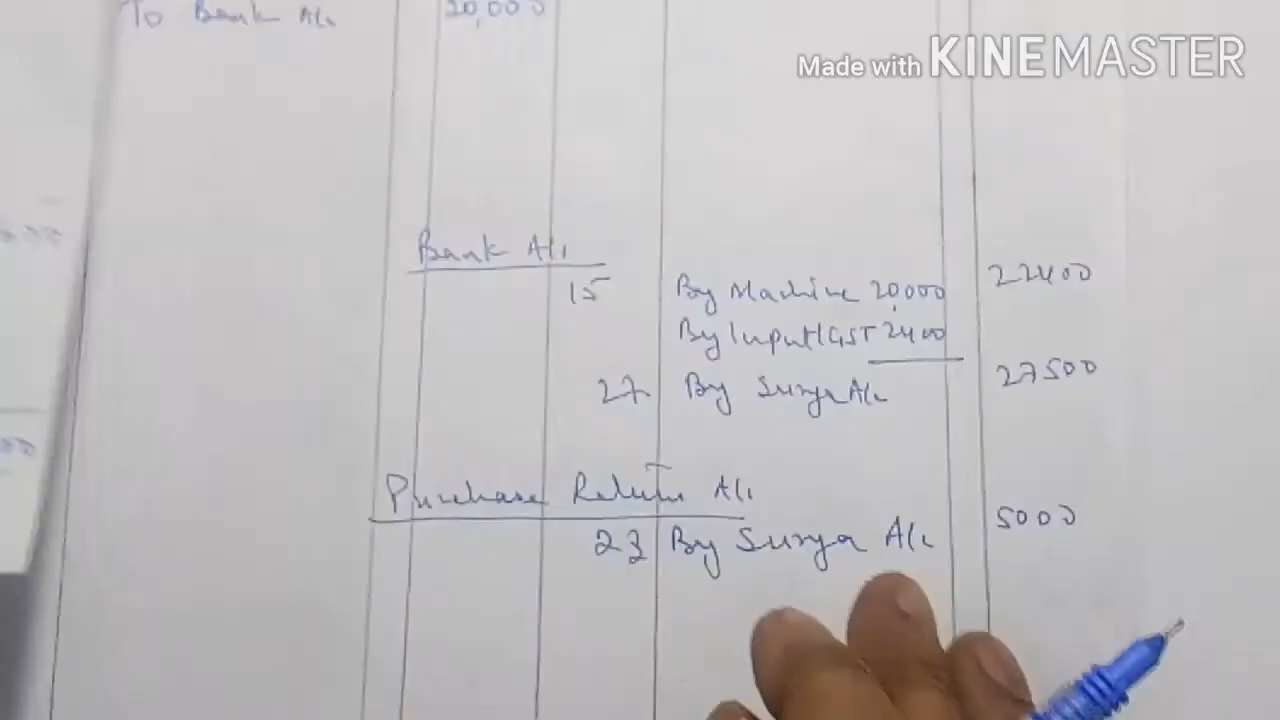 To Bank A/c 20,000
Made with KINEMASTER
Bank A/c
15 By Machine 20,000 22400
By Input IGST 2400
27 By Surya A/c 27500
Purchase Return A/c
23 By Surya A/c 5000